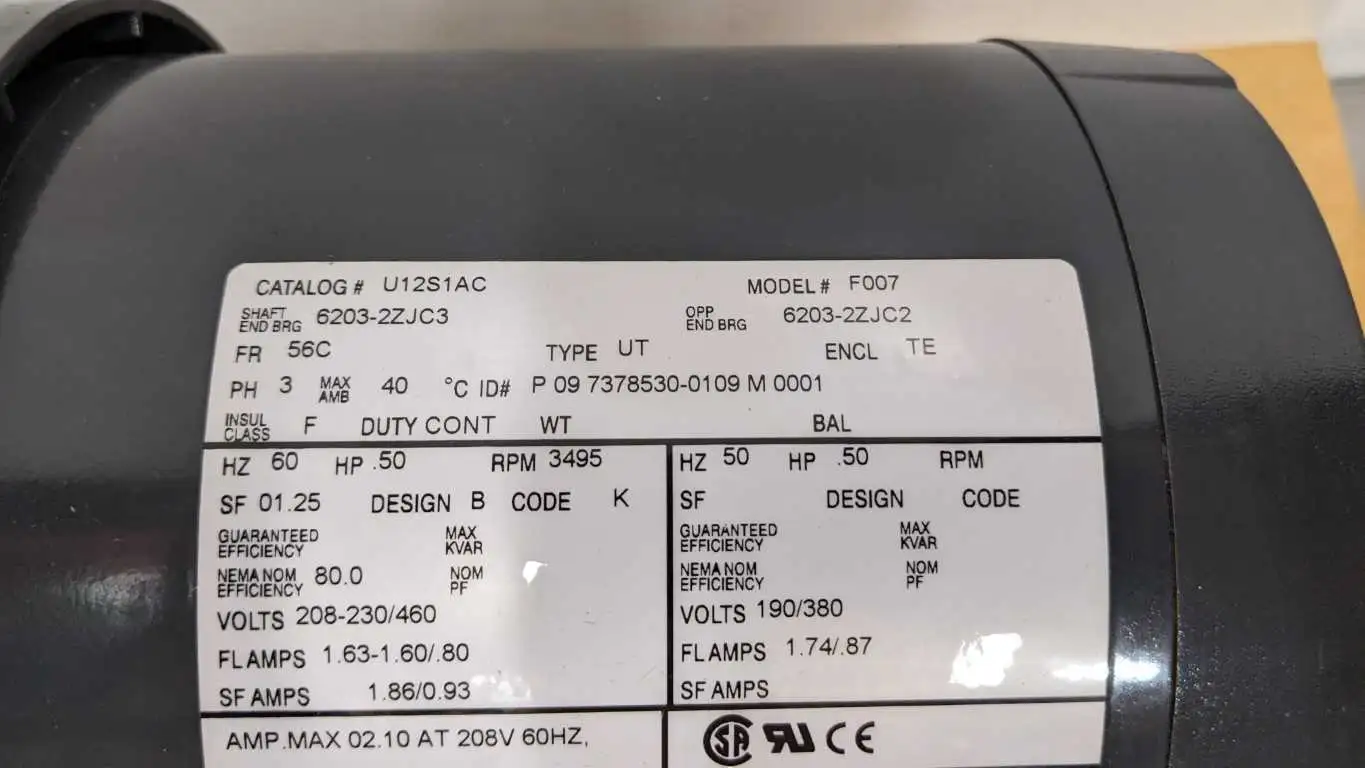 CATALOG # U12S1AC MODEL # F007
SHAFT END BRG 6203-2ZJC3 OPP END BRG 6203-2ZJC2
FR 56C TYPE UT ENCL TE
PH 3 MAX AMB 40 °C ID# P 09 7378530-0109 M 0001
INSUL CLASS F DUTY CONT WT BAL
HZ 60 HP .50 RPM 3495
SF 01.25 DESIGN B CODE K
GUARANTEED EFFICIENCY MAX KVAR
NEMA NOM EFFICIENCY 80.0 NOM PF
VOLTS 208-230/460
FL AMPS 1.63-1.60/.80
SF AMPS 1.86/0.93
HZ 50 HP .50 RPM
SF DESIGN CODE
GUARANTEED EFFICIENCY MAX KVAR
NEMA NOM EFFICIENCY NOM PF
VOLTS 190/380
FL AMPS 1.74/.87
SF AMPS
AMP.MAX 02.10 AT 208V 60HZ,
SA RU CE